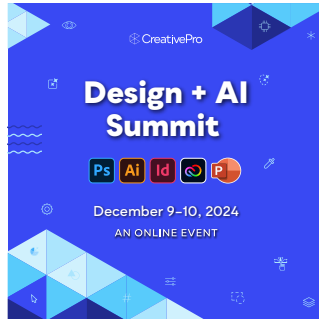 CreativePro
Design + AI
Summit
Ps Ai Id P
December 9–10, 2024
AN ONLINE EVENT